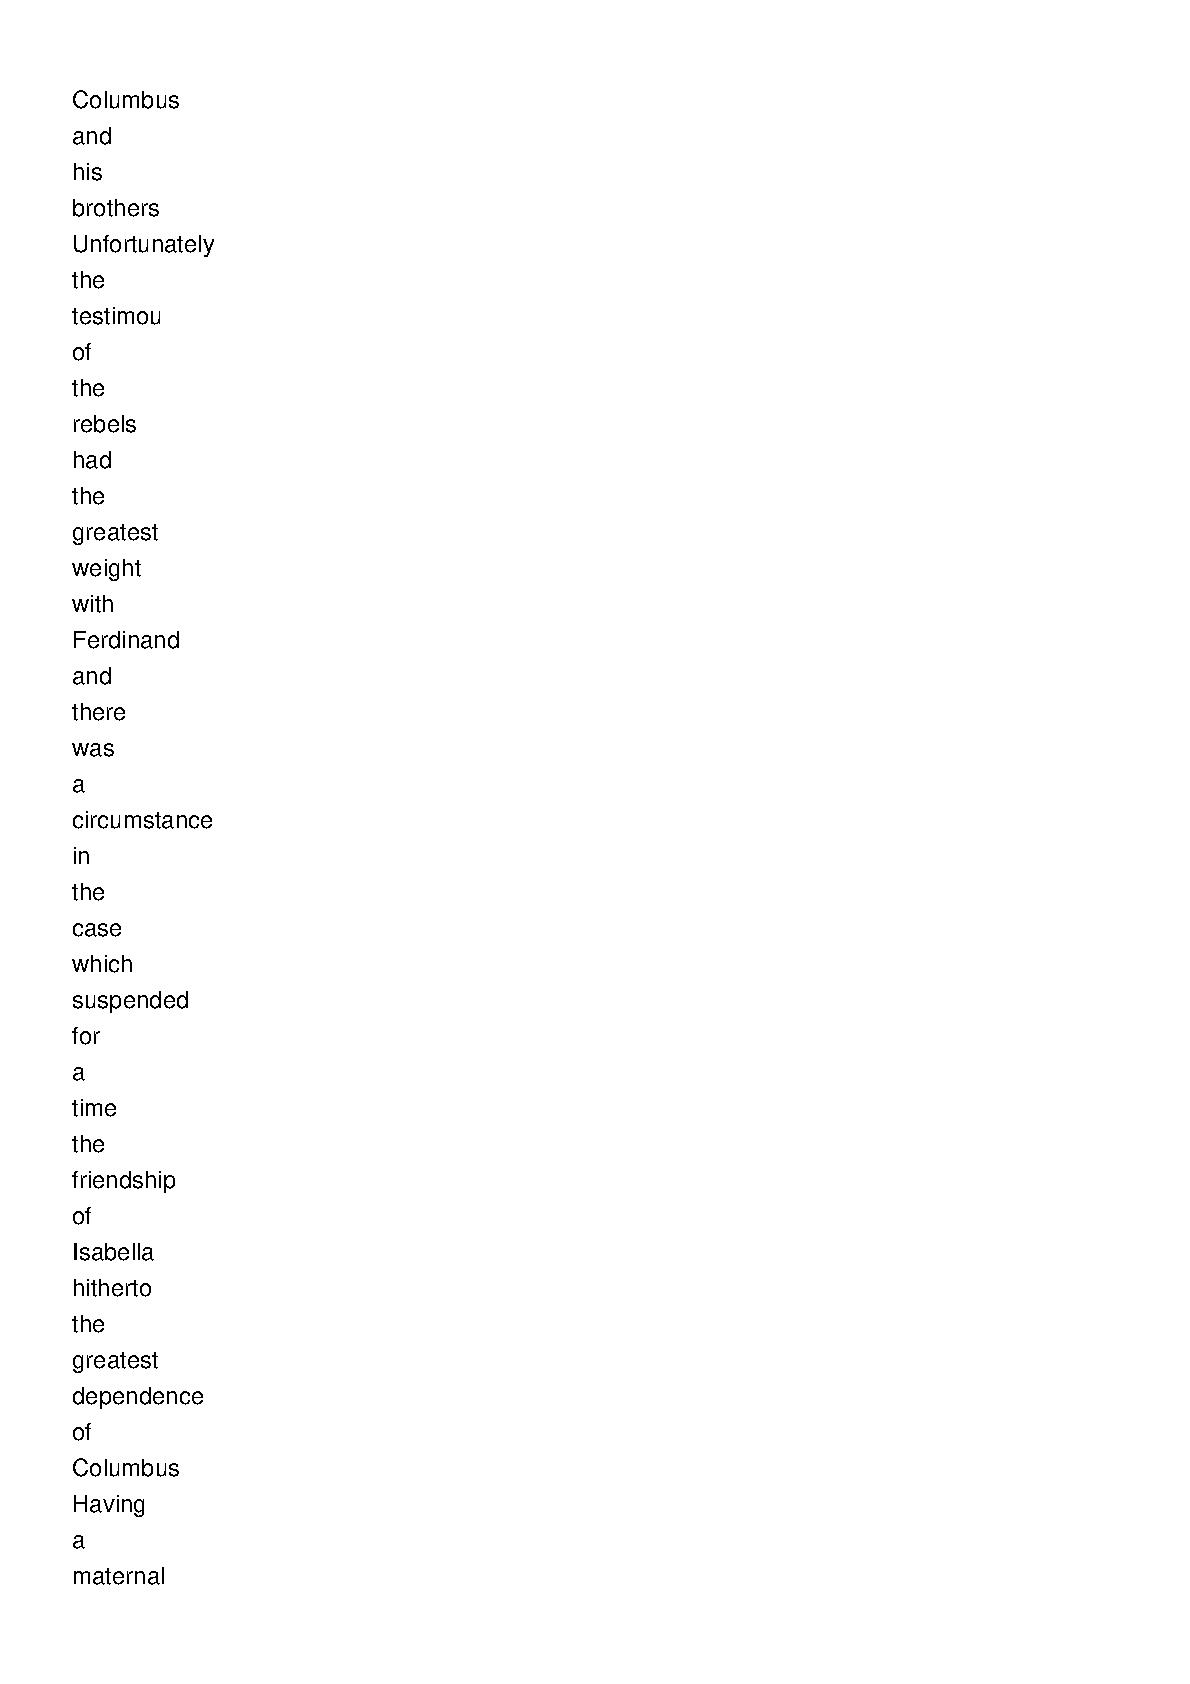 Columbus
and
his
brothers
Unfortunately
the
testimou
of
the
rebels
had
the
greatest
weight
with
Ferdinand
and
there
was
a
circumstance
in
the
case
which
suspended
for
a
time
the
friendship
of
Isabella
hitherto
the
greatest
dependence
of
Columbus
Having
a
maternal